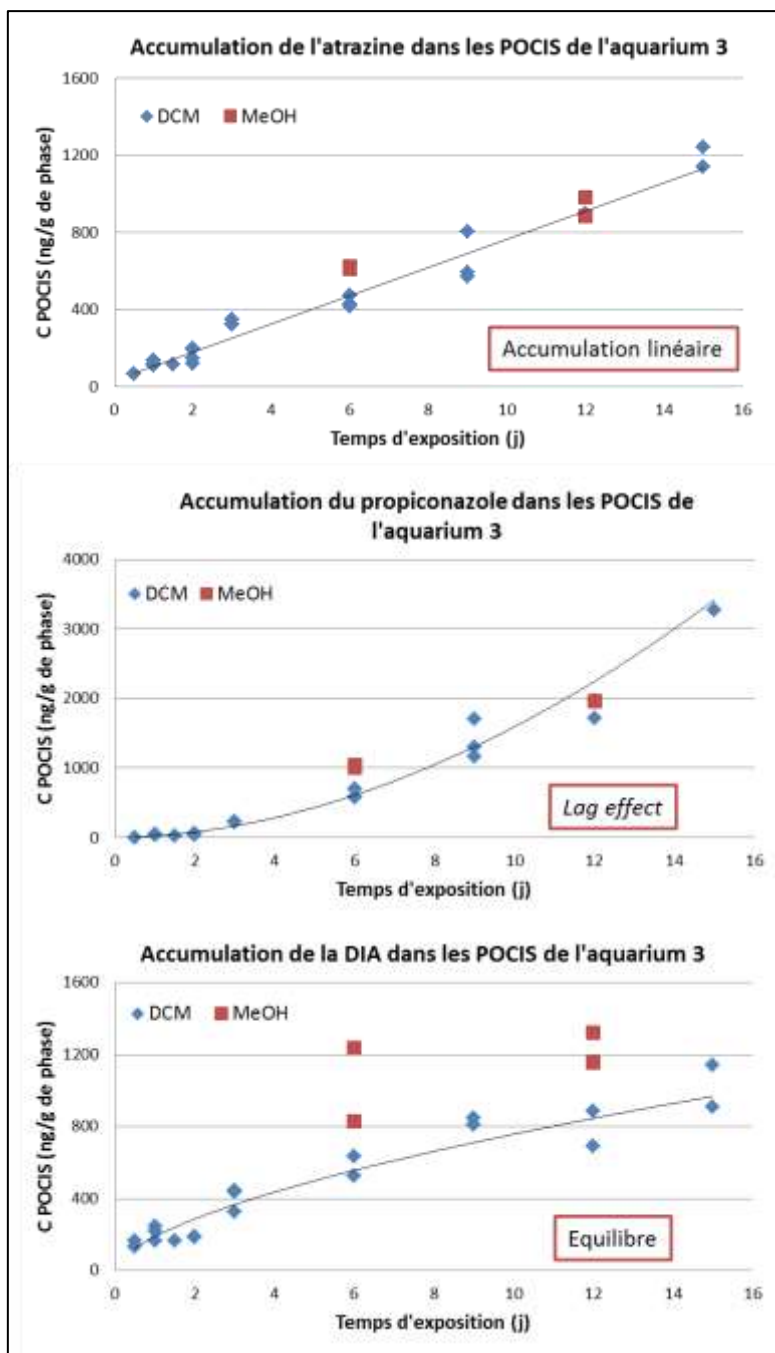 Accumulation de l'atrazine dans les POCIS de l'aquarium 3
C POCIS (ng/g de phase)
1600
1200
800
400
0
DCM MeOH
Accumulation linéaire
0 2 4 6 8 10 12 14 16
Temps d'exposition (j)
Accumulation du propiconazole dans les POCIS de
l'aquarium 3
C POCIS (ng/g de phase)
4000
3000
2000
1000
0
DCM MeOH
Lag effect
0 2 4 6 8 10 12 14 16
Temps d'exposition (j)
Accumulation de la DIA dans les POCIS de l'aquarium 3
C POCIS (ng/g de phase)
1600
1200
800
400
0
DCM MeOH
Equilibre
0 2 4 6 8 10 12 14 16
Temps d'exposition (j)